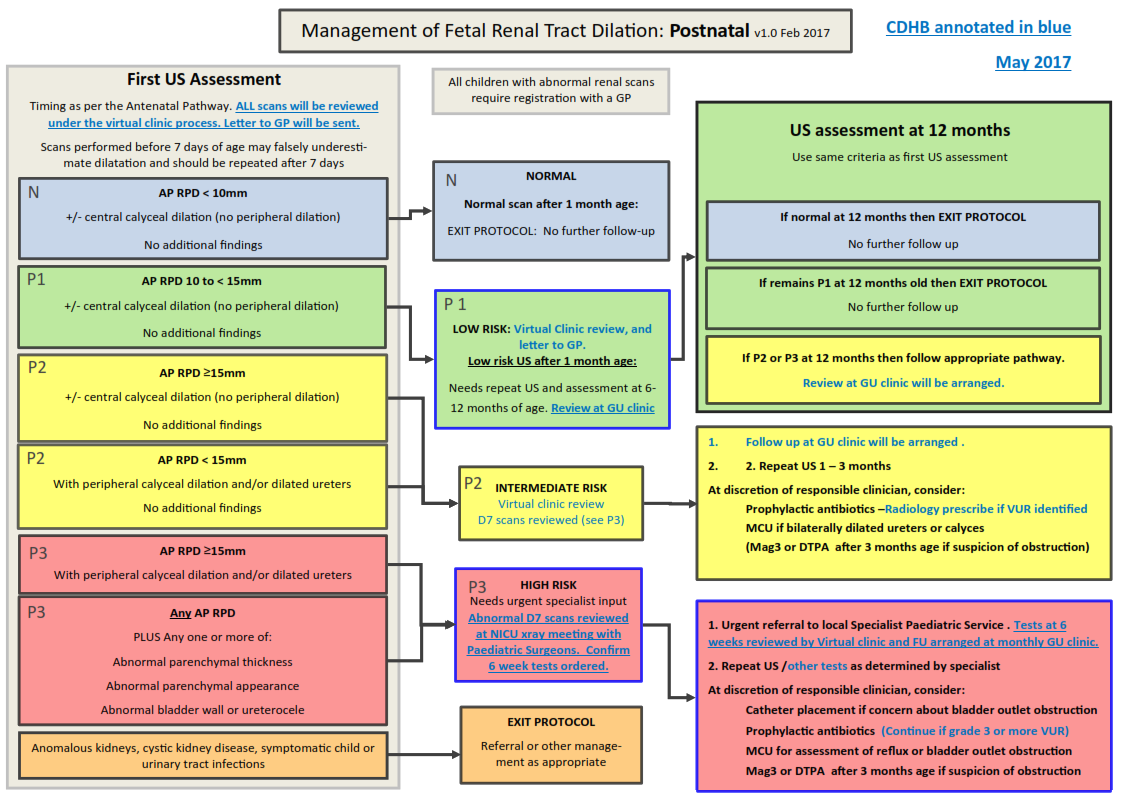 Management of Fetal Renal Tract Dilation: Postnatal v1.0 Feb 2017
CDHB annotated in blue
May 2017
First US Assessment
Timing as per the Antenatal Pathway. ALL scans will be reviewed
under the virtual clinic process. Letter to GP will be sent.
Scans performed before 7 days of age may falsely underesti-
mate dilatation and should be repeated after 7 days
N
AP RPD < 10mm
+/- central calyceal dilation (no peripheral dilation)
No additional findings
P1
AP RPD 10 to < 15mm
+/- central calyceal dilation (no peripheral dilation)
No additional findings
P2
AP RPD ≥15mm
+/- central calyceal dilation (no peripheral dilation)
No additional findings
P2
AP RPD < 15mm
With peripheral calyceal dilation and/or dilated ureters
No additional findings
P3
AP RPD ≥15mm
With peripheral calyceal dilation and/or dilated ureters
P3
Any AP RPD
PLUS Any one or more of:
Abnormal parenchymal thickness
Abnormal parenchymal appearance
Abnormal bladder wall or ureterocele
Anomalous kidneys, cystic kidney disease, symptomatic child or
urinary tract infections
All children with abnormal renal scans
require registration with a GP
N
NORMAL
Normal scan after 1 month age:
EXIT PROTOCOL: No further follow-up
P 1
LOW RISK: Virtual Clinic review, and
letter to GP.
Low risk US after 1 month age:
Needs repeat US and assessment at 6-
12 months of age. Review at GU clinic
P2
INTERMEDIATE RISK
Virtual clinic review
D7 scans reviewed (see P3)
P3
HIGH RISK
Needs urgent specialist input
Abnormal D7 scans reviewed
at NICU xray meeting with
Paediatric Surgeons. Confirm
6 week tests ordered.
EXIT PROTOCOL
Referral or other manage-
ment as appropriate
US assessment at 12 months
Use same criteria as first US assessment
If normal at 12 months then EXIT PROTOCOL
No further follow up
If remains P1 at 12 months old then EXIT PROTOCOL
No further follow up
If P2 or P3 at 12 months then follow appropriate pathway.
Review at GU clinic will be arranged.
1. Follow up at GU clinic will be arranged .
2. 2. Repeat US 1 – 3 months
At discretion of responsible clinician, consider:
Prophylactic antibiotics –Radiology prescribe if VUR identified
MCU if bilaterally dilated ureters or calyces
(Mag3 or DTPA after 3 months age if suspicion of obstruction)
1. Urgent referral to local Specialist Paediatric Service . Tests at 6
weeks reviewed by Virtual clinic and FU arranged at monthly GU clinic.
2. Repeat US /other tests as determined by specialist
At discretion of responsible clinician, consider:
Catheter placement if concern about bladder outlet obstruction
Prophylactic antibiotics (Continue if grade 3 or more VUR)
MCU for assessment of reflux or bladder outlet obstruction
Mag3 or DTPA after 3 months age if suspicion of obstruction